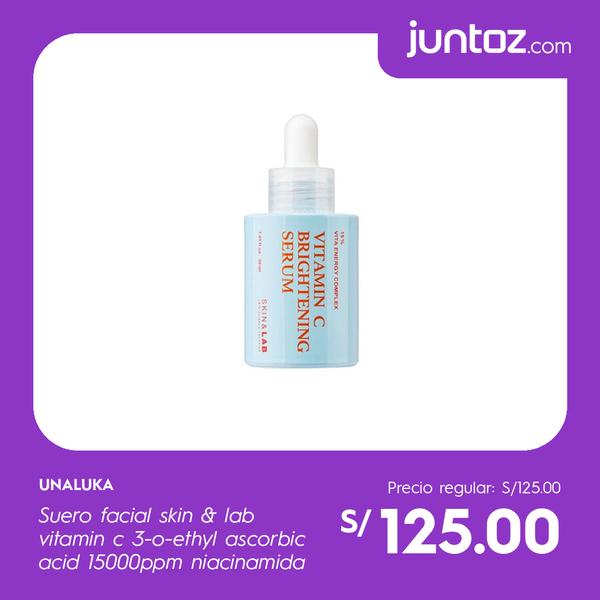 juntoz.com
15%
VITA ENERGY COMPLEX
VITAMIN C
BRIGHTENING
SERUM
SKIN&LAB
UNALUKA
Suero facial skin & lab
vitamin c 3-o-ethyl ascorbic
acid 15000ppm niacinamida
Precio regular: S/125.00
S/125.00